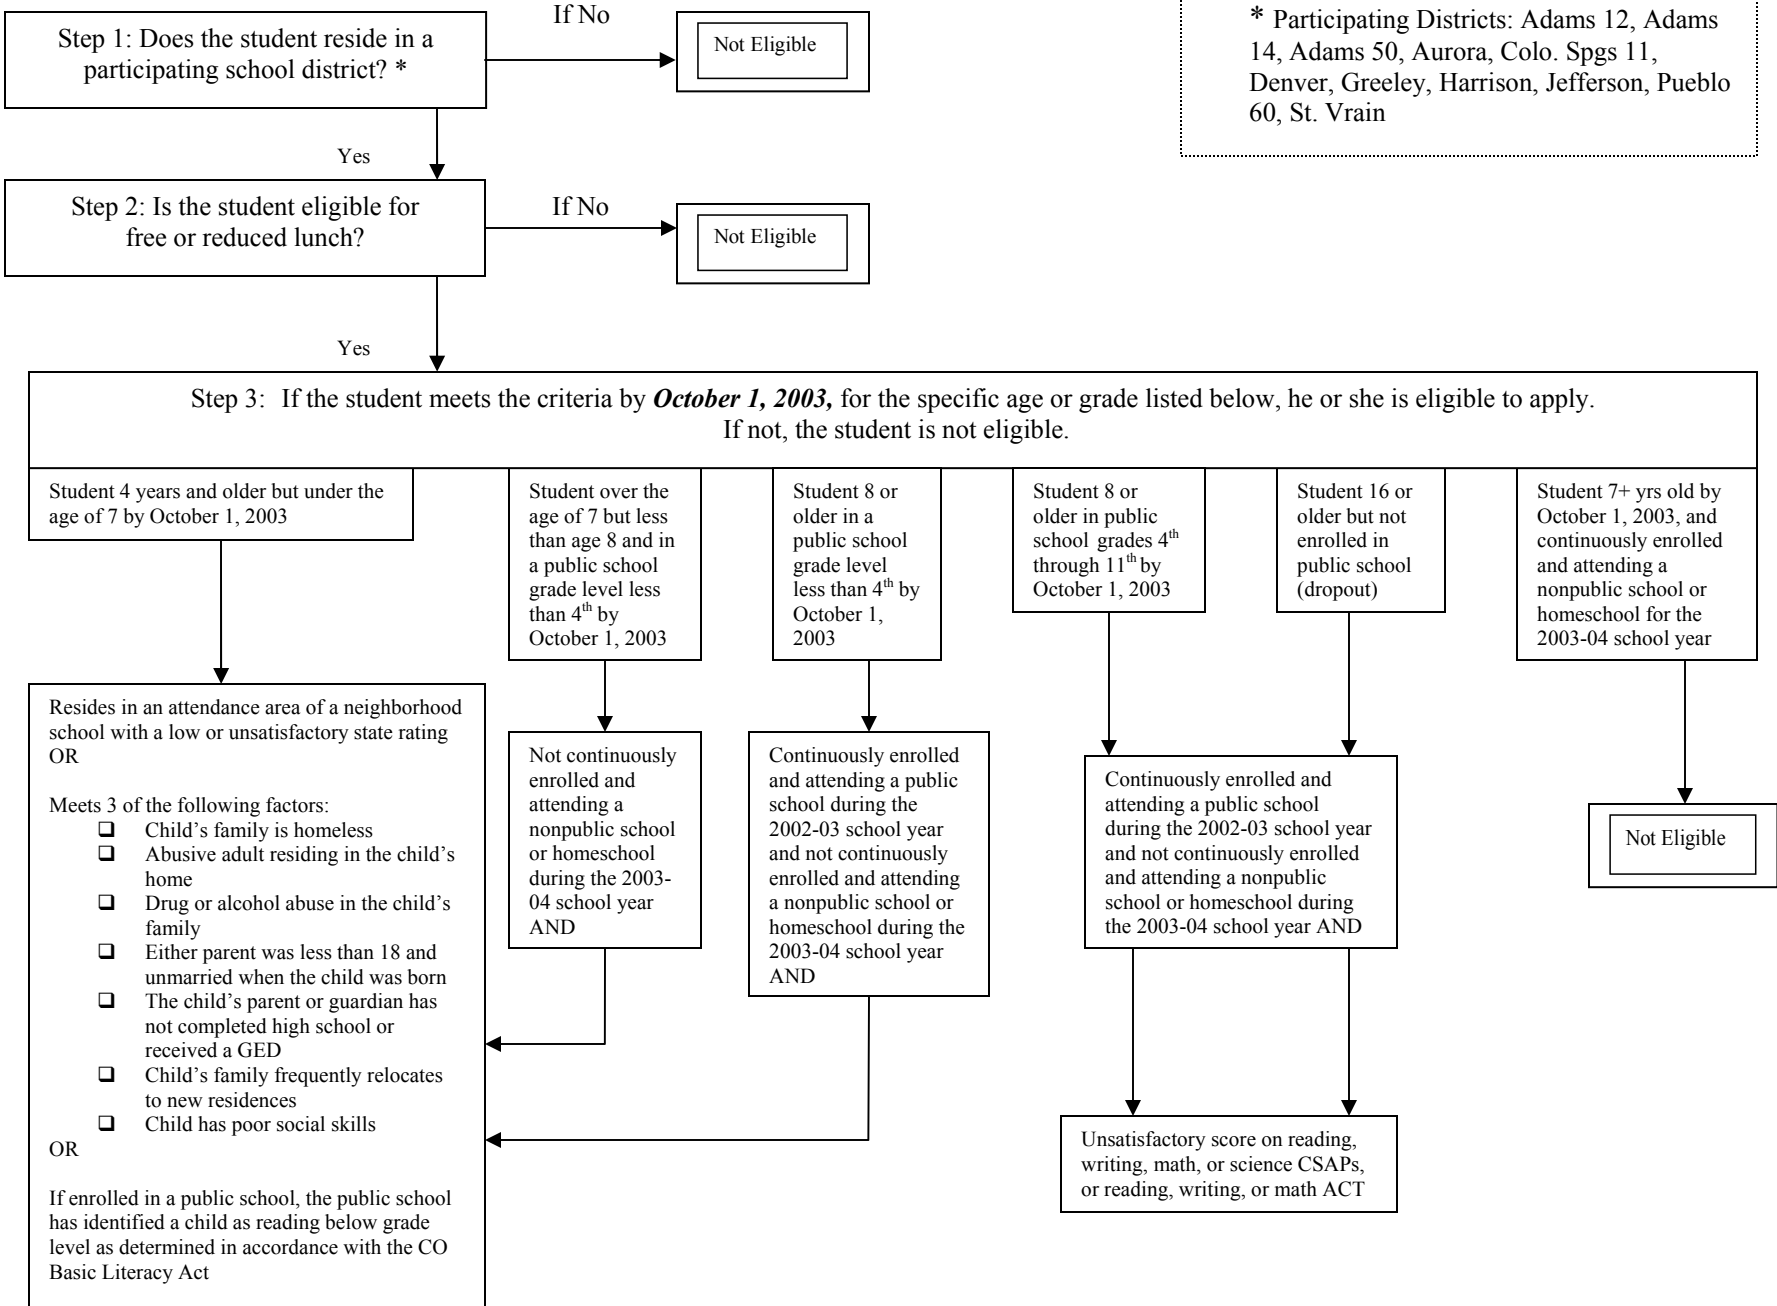 If No
Step 1: Does the student reside in a
participating school district? *
Not Eligible
* Participating Districts: Adams 12, Adams
14, Adams 50, Aurora, Colo. Spgs 11,
Denver, Greeley, Harrison, Jefferson, Pueblo
60, St. Vrain
Yes
Step 2: Is the student eligible for
free or reduced lunch?
If No
Not Eligible
Yes
Step 3: If the student meets the criteria by October 1, 2003, for the specific age or grade listed below, he or she is eligible to apply.
If not, the student is not eligible.
Student 4 years and older but under the
age of 7 by October 1, 2003
Student over the
age of 7 but less
than age 8 and in
a public school
grade level less
than 4th by
October 1, 2003
Student 8 or
older in a
public school
grade level
less than 4th by
October 1,
2003
Student 8 or
older in public
school grades 4th
through 11th by
October 1, 2003
Student 16 or
older but not
enrolled in
public school
(dropout)
Student 7+ yrs old by
October 1, 2003, and
continuously enrolled
and attending a
nonpublic school or
homeschool for the
2003-04 school year
Resides in an attendance area of a neighborhood
school with a low or unsatisfactory state rating
OR
Meets 3 of the following factors:
❑ Child’s family is homeless
❑ Abusive adult residing in the child’s
home
❑ Drug or alcohol abuse in the child’s
family
❑ Either parent was less than 18 and
unmarried when the child was born
❑ The child’s parent or guardian has
not completed high school or
received a GED
❑ Child’s family frequently relocates
to new residences
❑ Child has poor social skills
OR
If enrolled in a public school, the public school
has identified a child as reading below grade
level as determined in accordance with the CO
Basic Literacy Act
Not continuously
enrolled and
attending a
nonpublic school
or homeschool
during the 2003-
04 school year
AND
Continuously enrolled
and attending a public
school during the
2002-03 school year
and not continuously
enrolled and attending
a nonpublic school or
homeschool during the
2003-04 school year
AND
Continuously enrolled and
attending a public school
during the 2002-03 school year
and not continuously enrolled
and attending a nonpublic
school or homeschool during
the 2003-04 school year AND
Not Eligible
Unsatisfactory score on reading,
writing, math, or science CSAPs,
or reading, writing, or math ACT